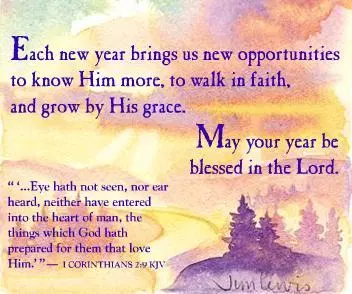 Each new year brings us new opportunities
to know Him more, to walk in faith,
and grow by His grace.
May your year be
blessed in the Lord.
“ ‘...Eye hath not seen, nor ear
heard, neither have entered
into the heart of man, the
things which God hath
prepared for them that love
Him.’ ”— I CORINTHIANS 2:9 KJV
Jim Lewis